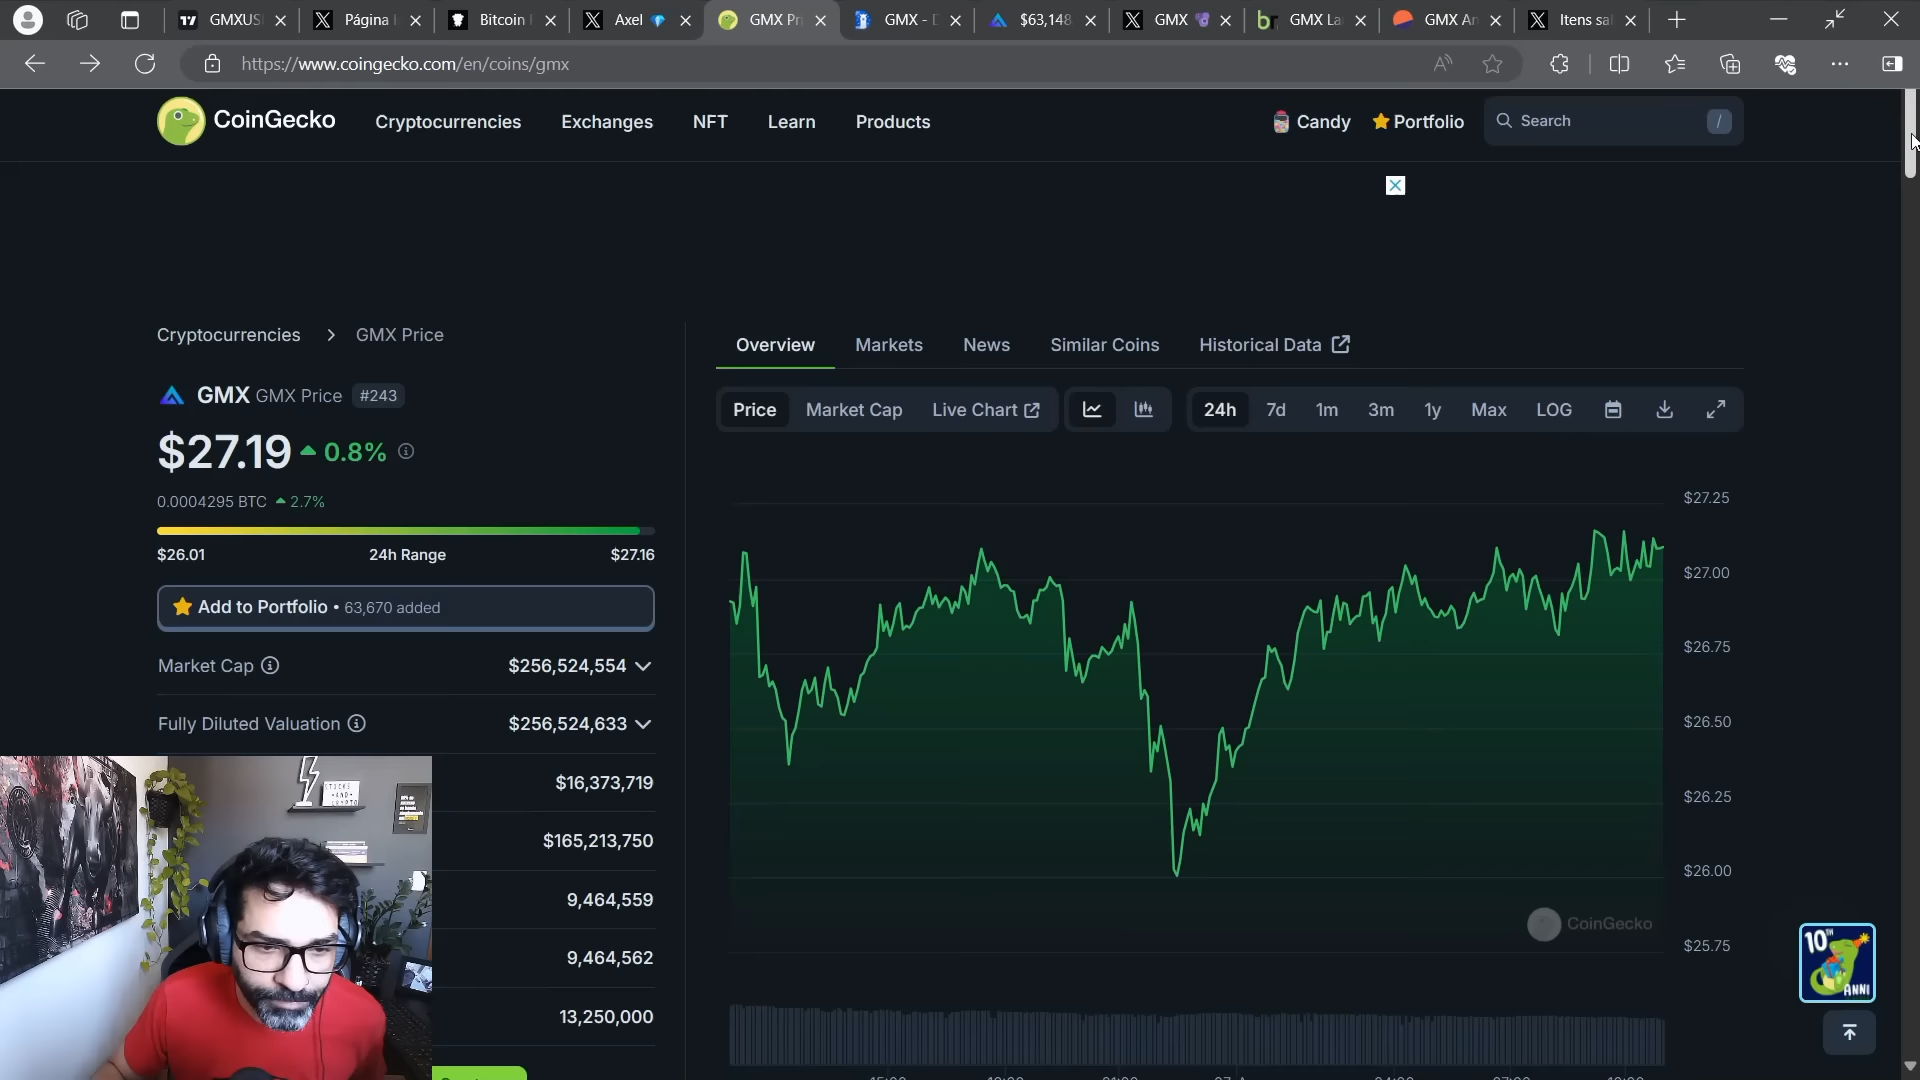 GMXUS
Página
Bitcoin
Axel
GMX Pr
GMX - D
$63,148
GMX
GMX La
GMX An
Itens sal
https://www.coingecko.com/en/coins/gmx
CoinGecko
Cryptocurrencies
Exchanges
NFT
Learn
Products
Candy
Portfolio
Search
/
Cryptocurrencies
GMX Price
GMX GMX Price #243
$27.19 0.8%
0.0004295 BTC 2.7%
$26.01 24h Range $27.16
Add to Portfolio • 63,670 added
Market Cap $256,524,554
Fully Diluted Valuation $256,524,633
$16,373,719
$165,213,750
9,464,559
9,464,562
13,250,000
STOCKS
-AND-
CRYPTO
Overview Markets News Similar Coins Historical Data
Price Market Cap Live Chart 24h 7d 1m 3m 1y Max LOG
$27.25
$27.00
$26.75
$26.50
$26.25
$26.00
$25.75
CoinGecko
10TH
ANNI